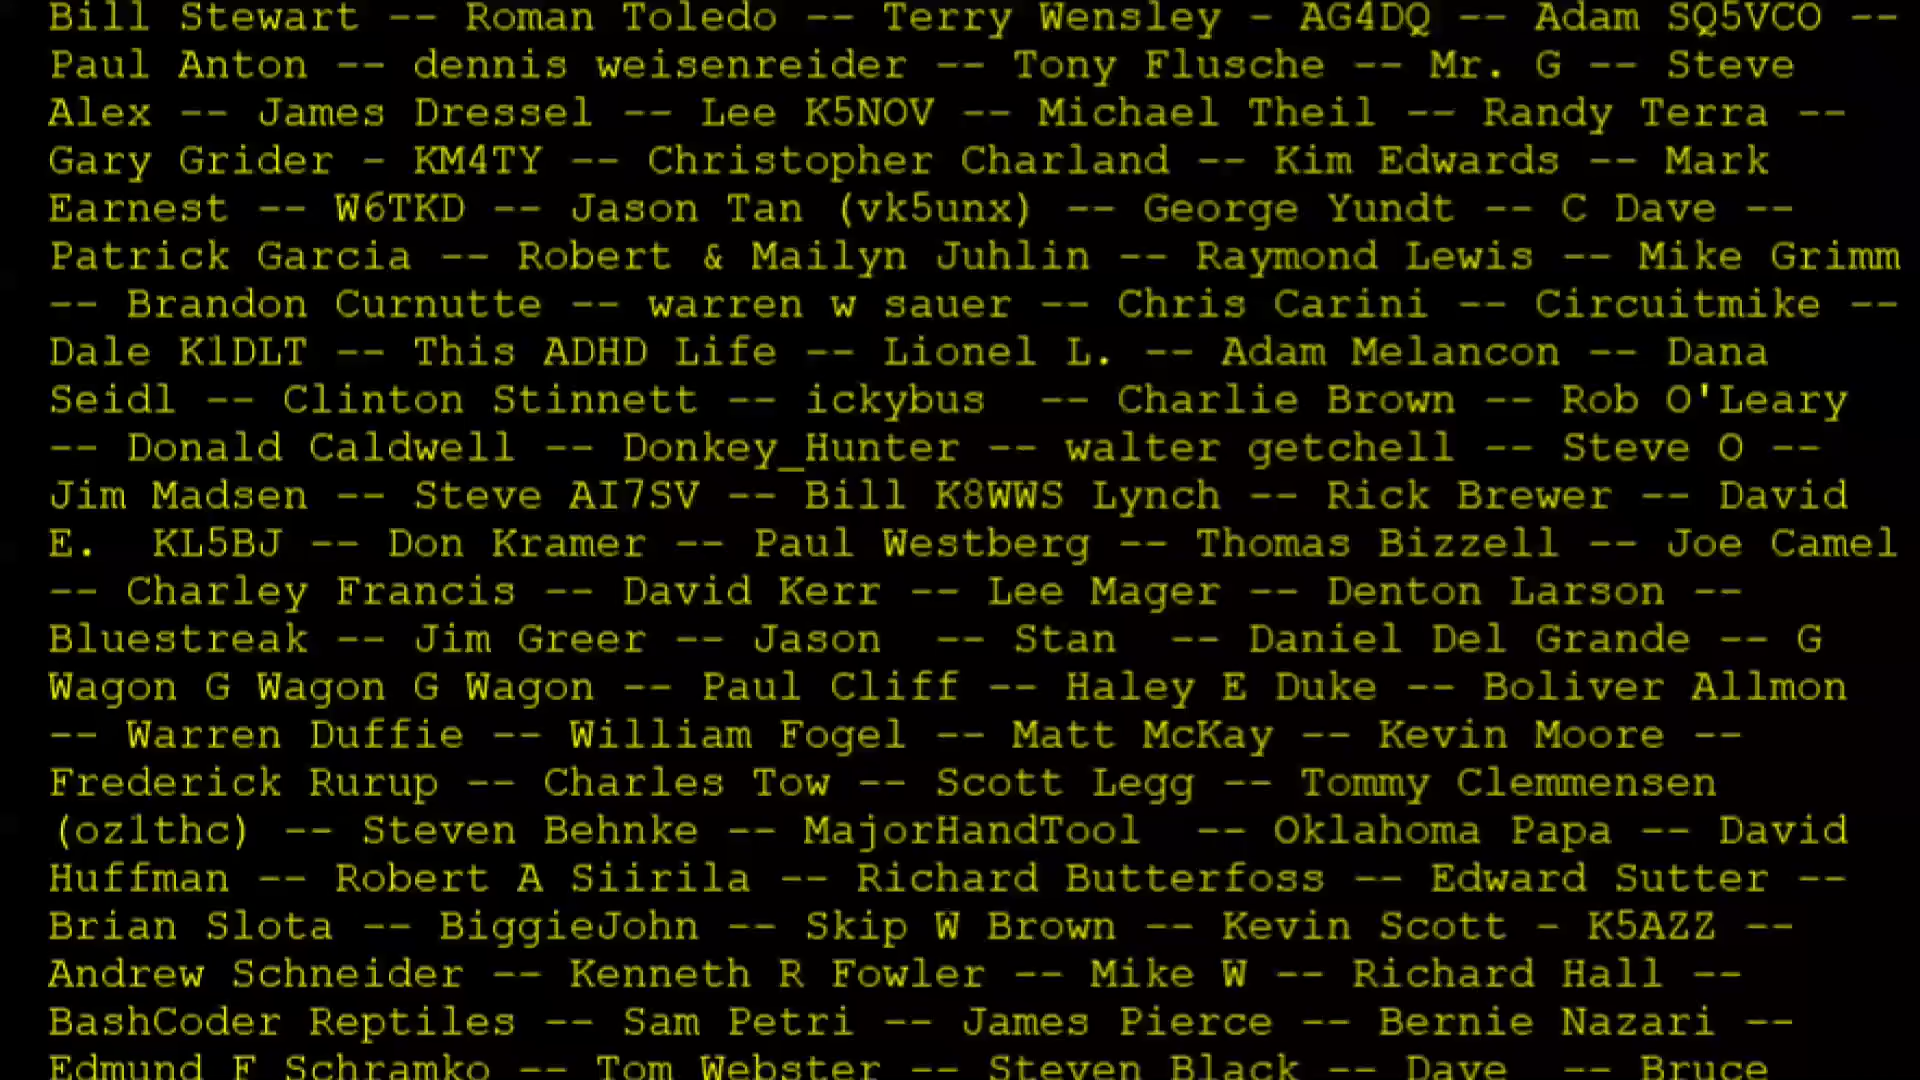 Bill Stewart -- Roman Toledo -- Terry Wensley - AG4DQ -- Adam SQ5VCO --
Paul Anton -- dennis weisenreider -- Tony Flusche -- Mr. G -- Steve
Alex -- James Dressel -- Lee K5NOV -- Michael Theil -- Randy Terra --
Gary Grider - KM4TY -- Christopher Charland -- Kim Edwards -- Mark
Earnest -- W6TKD -- Jason Tan (vk5unx) -- George Yundt -- C Dave --
Patrick Garcia -- Robert & Mailyn Juhlin -- Raymond Lewis -- Mike Grimm
-- Brandon Curnutte -- warren w sauer -- Chris Carini -- Circuitmike --
Dale K1DLT -- This ADHD Life -- Lionel L. -- Adam Melancon -- Dana
Seidl -- Clinton Stinnett -- ickybus  -- Charlie Brown -- Rob O'Leary
-- Donald Caldwell -- Donkey_Hunter -- walter getchell -- Steve O --
Jim Madsen -- Steve AI7SV -- Bill K8WWS Lynch -- Rick Brewer -- David
E.  KL5BJ -- Don Kramer -- Paul Westberg -- Thomas Bizzell -- Joe Camel
-- Charley Francis -- David Kerr -- Lee Mager -- Denton Larson --
Bluestreak -- Jim Greer -- Jason  -- Stan  -- Daniel Del Grande -- G
Wagon G Wagon G Wagon -- Paul Cliff -- Haley E Duke -- Boliver Allmon
-- Warren Duffie -- William Fogel -- Matt McKay -- Kevin Moore --
Frederick Rurup -- Charles Tow -- Scott Legg -- Tommy Clemmensen
(oz1thc) -- Steven Behnke -- MajorHandTool  -- Oklahoma Papa -- David
Huffman -- Robert A Siirila -- Richard Butterfoss -- Edward Sutter --
Brian Slota -- BiggieJohn -- Skip W Brown -- Kevin Scott - K5AZZ --
Andrew Schneider -- Kenneth R Fowler -- Mike W -- Richard Hall --
BashCoder Reptiles -- Sam Petri -- James Pierce -- Bernie Nazari --
Edmund F Schramko -- Tom Webster -- Steven Black -- Dave  -- Bruce